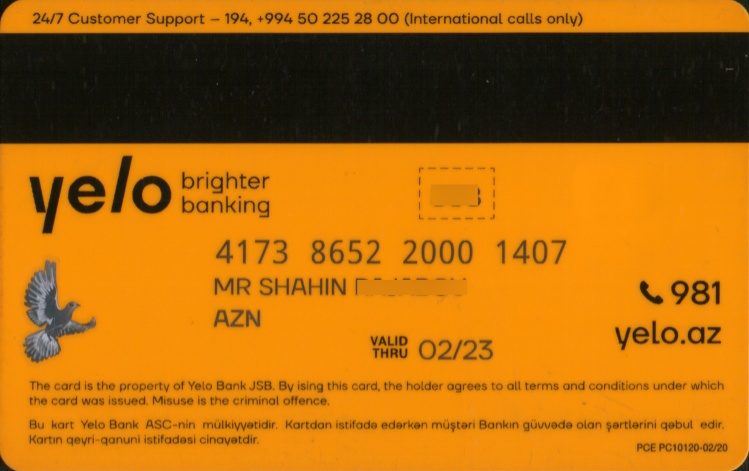 24/7 Customer Support – 194, +994 50 225 28 00 (International calls only)
yelo brighter
banking
4173 8652 2000 1407
MR SHAHIN
AZN
981
yelo.az
VALID
THRU 02/23
The card is the property of Yelo Bank JSB. By ising this card, the holder agrees to all terms and conditions under which
the card was issued. Misuse is the criminal offence.
Bu kart Yelo Bank ASC-nin mülkiyyətidir. Kartdan istifadə edərkən müştəri Bankın güvvədə olan şərtlərini qəbul edir.
Kartın qeyri-qanuni istifadəsi cinayətdir.
PCE PC10120-02/20